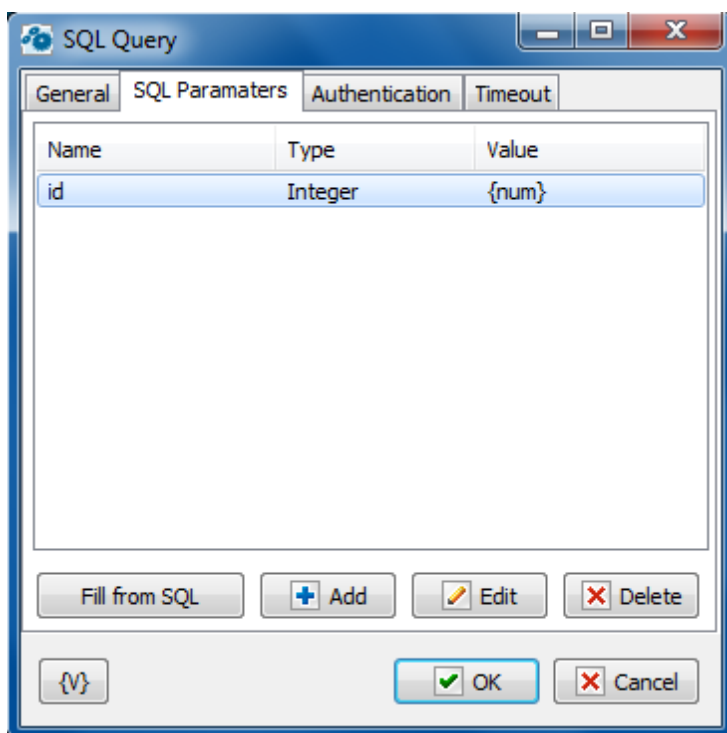 SQL Query
General SQL Paramaters Authentication Timeout
Name Type Value
id Integer {num}
Fill from SQL Add Edit Delete
{V} OK Cancel